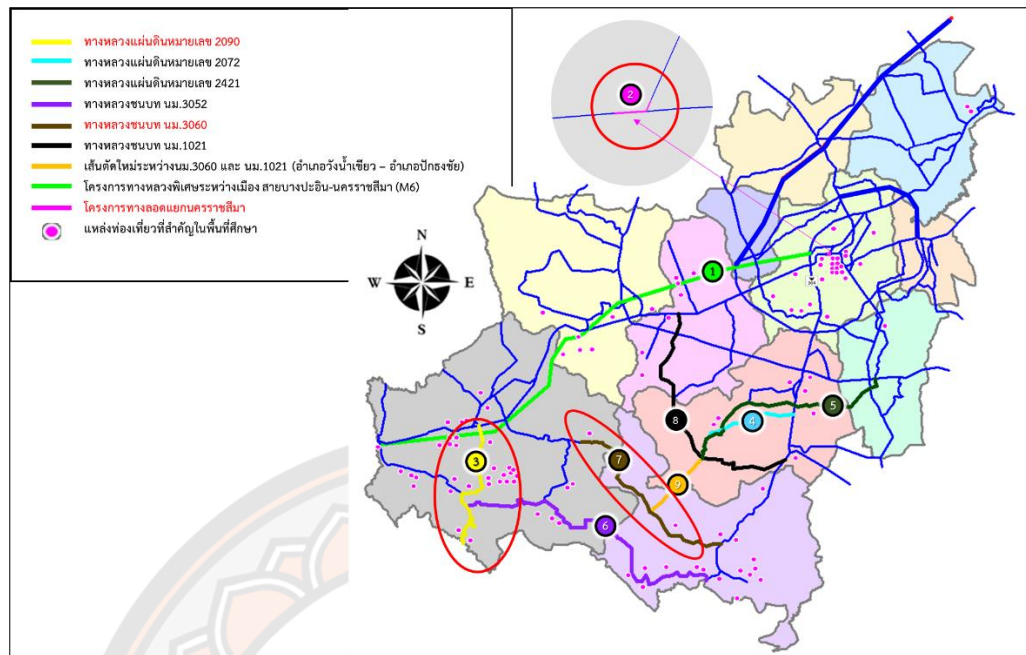 ทางหลวงแผ่นดินหมายเลข 2090
ทางหลวงแผ่นดินหมายเลข 2072
ทางหลวงแผ่นดินหมายเลข 2421
ทางหลวงชนบท นม.3052
ทางหลวงชนบท นม.3060
ทางหลวงชนบท นม.1021
เส้นตัดใหม่ระหว่างนม.3060 และ นม.1021 (อำเภอวังน้ำเขียว – อำเภอปักธงชัย)
โครงการทางหลวงพิเศษระหว่างเมือง สายบางปะอิน-นครราชสีมา (M6)
โครงการทางลอดแยกนครราชสีมา
แหล่งท่องเที่ยวที่สำคัญในพื้นที่ศึกษา
N
W E
S
2
1
5
4
8
3
7
9
6